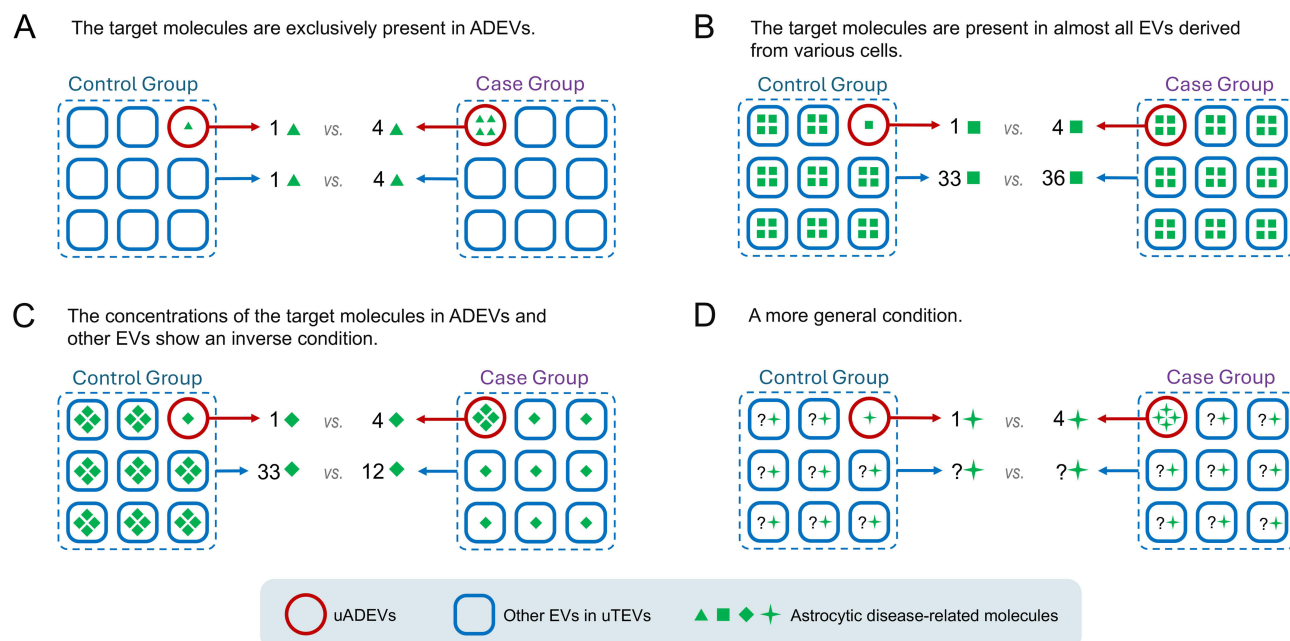 A
The target molecules are exclusively present in ADEVs.
Control Group
Case Group
1 vs. 4
1 vs. 4
B
The target molecules are present in almost all EVs derived
from various cells.
Control Group
Case Group
1 vs. 4
33 vs. 36
C
The concentrations of the target molecules in ADEVs and
other EVs show an inverse condition.
Control Group
Case Group
1 vs. 4
33 vs. 12
D
A more general condition.
Control Group
Case Group
? ? 1 vs. 4 ? ?
? ? ? ? vs. ? ? ? ?
? ? ? ? ? ?
uADEVs
Other EVs in uTEVs
Astrocytic disease-related molecules